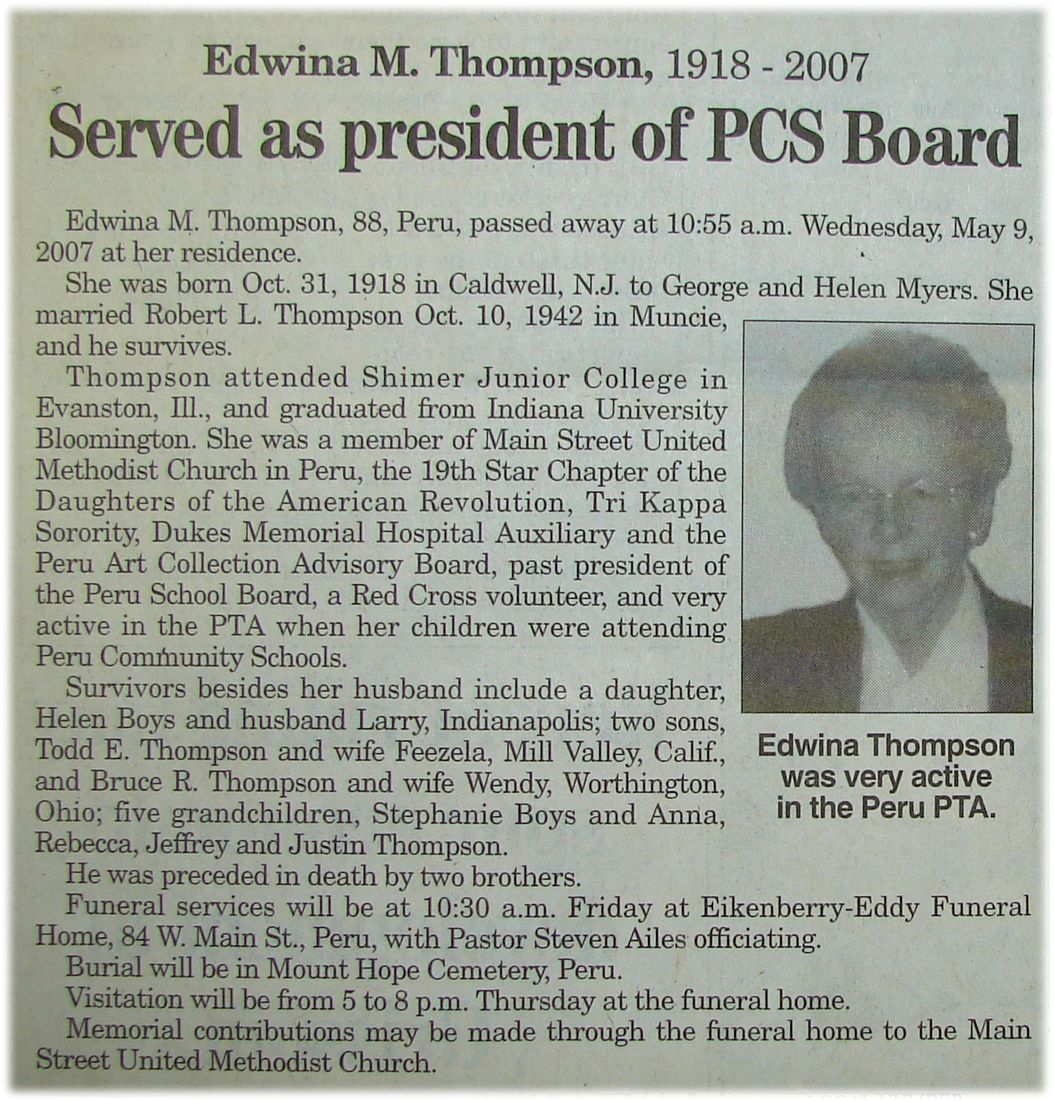 Edwina M. Thompson, 1918 - 2007
Served as president of PCS Board
Edwina M. Thompson, 88, Peru, passed away at 10:55 a.m. Wednesday, May 9,
2007 at her residence.
She was born Oct. 31, 1918 in Caldwell, N.J. to George and Helen Myers. She
married Robert L. Thompson Oct. 10, 1942 in Muncie,
and he survives.
Thompson attended Shimer Junior College in
Evanston, Ill., and graduated from Indiana University
Bloomington. She was a member of Main Street United
Methodist Church in Peru, the 19th Star Chapter of the
Daughters of the American Revolution, Tri Kappa
Sorority, Dukes Memorial Hospital Auxiliary and the
Peru Art Collection Advisory Board, past president of
the Peru School Board, a Red Cross volunteer, and very
active in the PTA when her children were attending
Peru Community Schools.
Survivors besides her husband include a daughter,
Helen Boys and husband Larry, Indianapolis; two sons,
Todd E. Thompson and wife Feezela, Mill Valley, Calif.,
and Bruce R. Thompson and wife Wendy, Worthington,
Ohio; five grandchildren, Stephanie Boys and Anna,
Rebecca, Jeffrey and Justin Thompson.
He was preceded in death by two brothers.
Funeral services will be at 10:30 a.m. Friday at Eikenberry-Eddy Funeral
Home, 84 W. Main St., Peru, with Pastor Steven Ailes officiating.
Burial will be in Mount Hope Cemetery, Peru.
Visitation will be from 5 to 8 p.m. Thursday at the funeral home.
Memorial contributions may be made through the funeral home to the Main
Street United Methodist Church.
Edwina Thompson
was very active
in the Peru PTA.